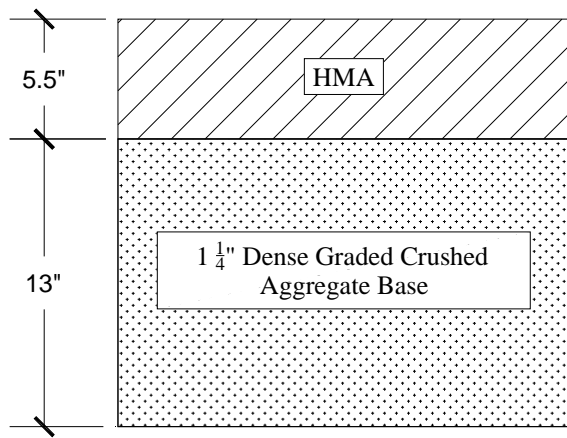 5.5"
HMA
13"
1 1/4" Dense Graded Crushed
Aggregate Base